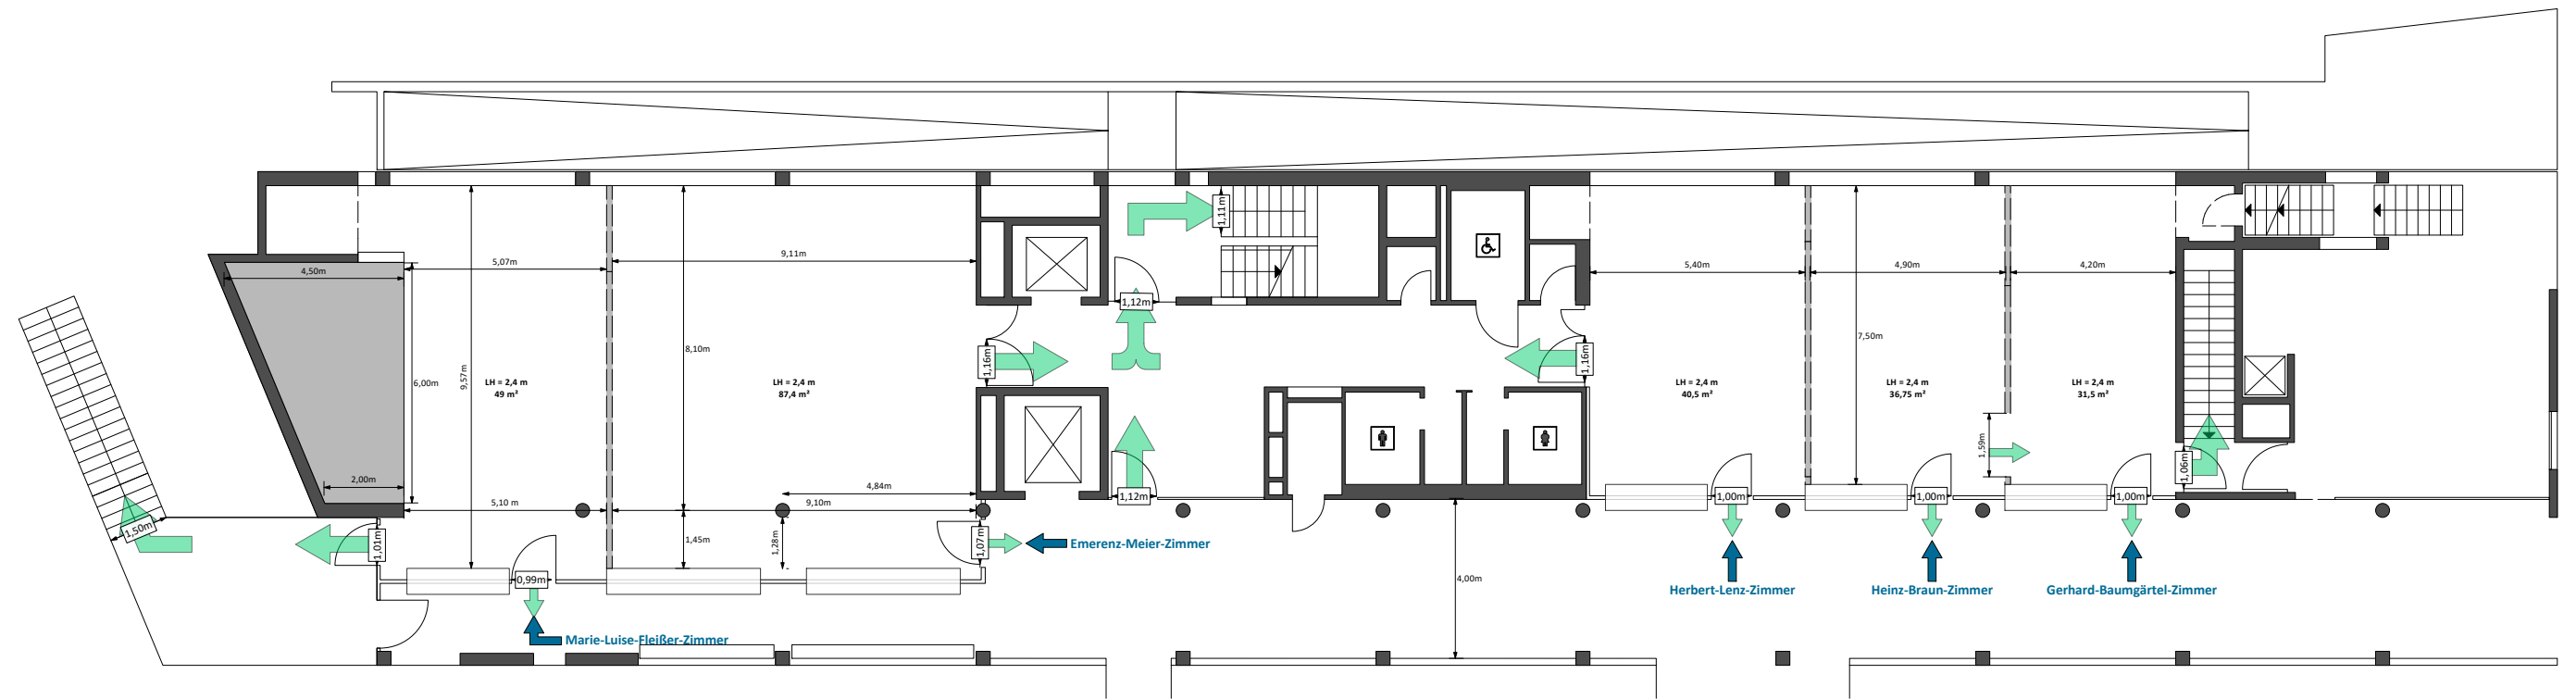 1,11m
9,11m
4,50m
5,07m
5,40m
4,90m
4,20m
1,12m
7,50m
8,10m
1,16m
1,16m
9,57m
6,00m
LH = 2,4 m
49 m²
LH = 2,4 m
87,4 m²
LH = 2,4 m
40,5 m²
LH = 2,4 m
36,75 m²
LH = 2,4 m
31,5 m²
1,59m
1,06m
2,00m
4,84m
1,12m
1,00m
1,00m
1,00m
5,10 m
9,10m
1,50m
1,01m
1,45m
1,28m
1,07m
Emerenz-Meier-Zimmer
0,99m
4,00m
Herbert-Lenz-Zimmer
Heinz-Braun-Zimmer
Gerhard-Baumgärtel-Zimmer
Marie-Luise-Fleißer-Zimmer